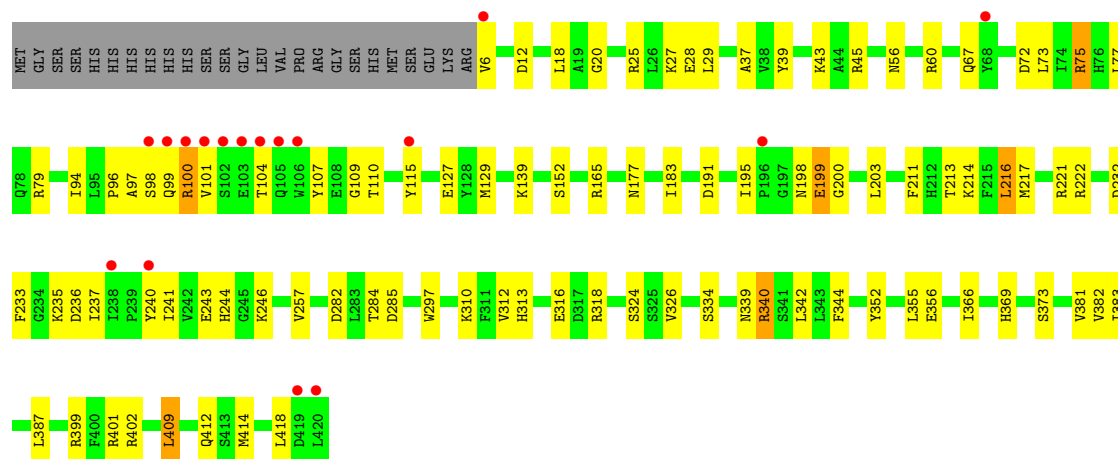 MET GLY SER SER HIS HIS HIS HIS HIS HIS SER SER GLY LEU VAL PRO ARG GLY SER HIS MET SER GLU LYS ARG V6 D12 L18 A19 G20 R25 L26 K27 E28 L29 A37 V38 Y39 K43 A44 R45 N56 R60 Q67 Y68 D72 L73 I74 R75 H76
Q78 R79 I94 L95 P96 A97 S98 Q99 R100 V101 S102 E103 T104 Q105 W106 Y107 E108 G109 T110 Y115 E127 Y128 M129 K139 S152 R165 N177 I183 D191 I195 P196 G197 N198 E199 G200 L203 F211 H212 T213 K214 F215 L216 M217 R221 R222
F233 G234 K235 D236 I237 I238 P239 Y240 I241 V242 E243 H244 G245 K246 V257 D282 L283 T284 D285 W297 K310 F311 V312 H313 E316 D317 R318 S324 S325 V326 S334 N339 R340 S341 L342 L343 F344 Y352 L355 E356 I366 H369 S373 V381 V382
L387 R399 F400 R401 R402 L409 Q412 S413 M414 L418 D419 L420